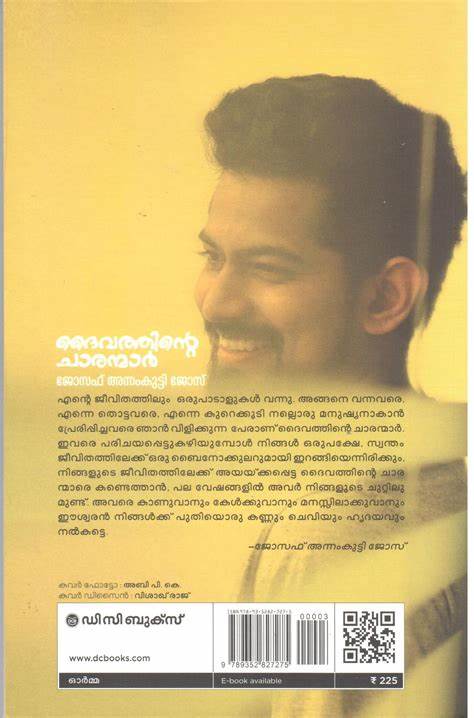 ദൈവത്തിന്റെ
ചാരന്മാർ
ജോസഫ് അന്നംകുട്ടി ജോസ്
എന്റെ ജീവിതത്തിലും ഒരുപാടാളുകൾ വന്നു. അങ്ങനെ വന്നവരെ,
എന്നെ തൊട്ടവരെ, എന്നെ കുറെക്കൂടി നല്ലൊരു മനുഷ്യനാകാൻ
പ്രേരിപ്പിച്ചവരെ ഞാൻ വിളിക്കുന്ന പേരാണ് ദൈവത്തിന്റെ ചാരന്മാർ.
ഇവരെ പരിചയപ്പെട്ടുകഴിയുമ്പോൾ നിങ്ങൾ ഒരുപക്ഷേ, സ്വന്തം
ജീവിതത്തിലേക്ക് ഒരു ബൈനോക്കുലറുമായി ഇറങ്ങിയെന്നിരിക്കും,
നിങ്ങളുടെ ജീവിതത്തിലേക്ക് അയയ്ക്കപ്പെട്ട ദൈവത്തിന്റെ ചാര
ന്മാരെ കണ്ടെത്താൻ. പല വേഷങ്ങളിൽ അവർ നിങ്ങളുടെ ചുറ്റിലു
മുണ്ട്. അവരെ കാണുവാനും കേൾക്കുവാനും മനസ്സിലാക്കുവാനും
ഈശ്വരൻ നിങ്ങൾക്ക് പുതിയൊരു കണ്ണും ചെവിയും ഹൃദയവും
നൽകട്ടെ.
–ജോസഫ് അന്നംകുട്ടി ജോസ്
കവർ ഫോട്ടോ : അബി പി. കെ.
കവർ ഡിസൈൻ : വിശാഖ് രാജ്
ഡി സി ബുക്സ്
www.dcbooks.com
ISBN 978-93-5282-727-5
00003
9 789352 827275
ഓർമ്മ
E-book available
₹ 225